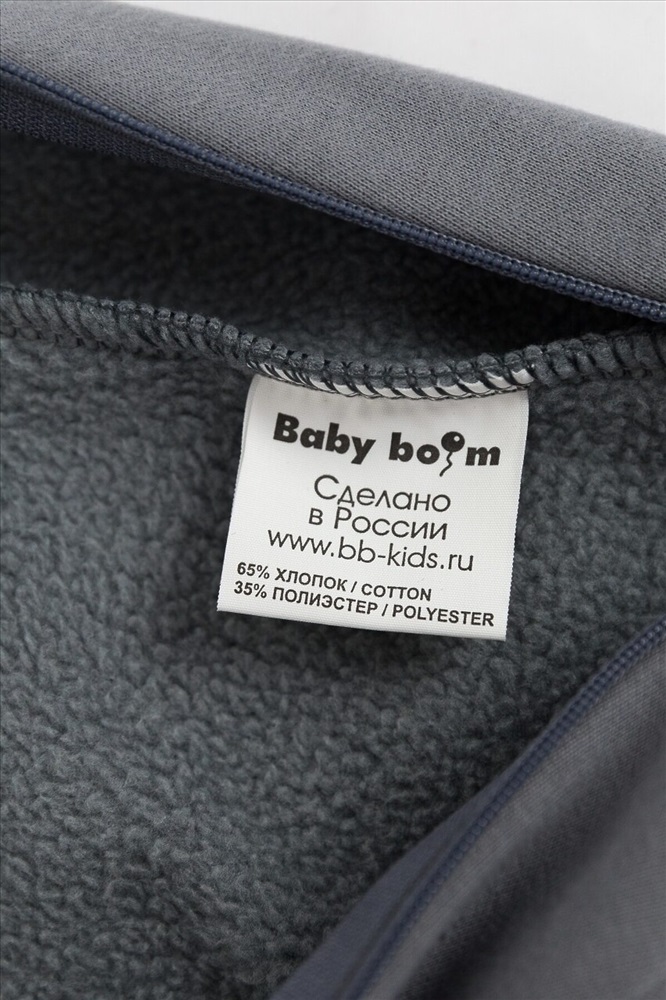 Baby boom
Сделано
в России
www.bb-kids.ru
65% ХЛОПОК / COTTON
35% ПОЛИЭСТЕР / POLYESTER